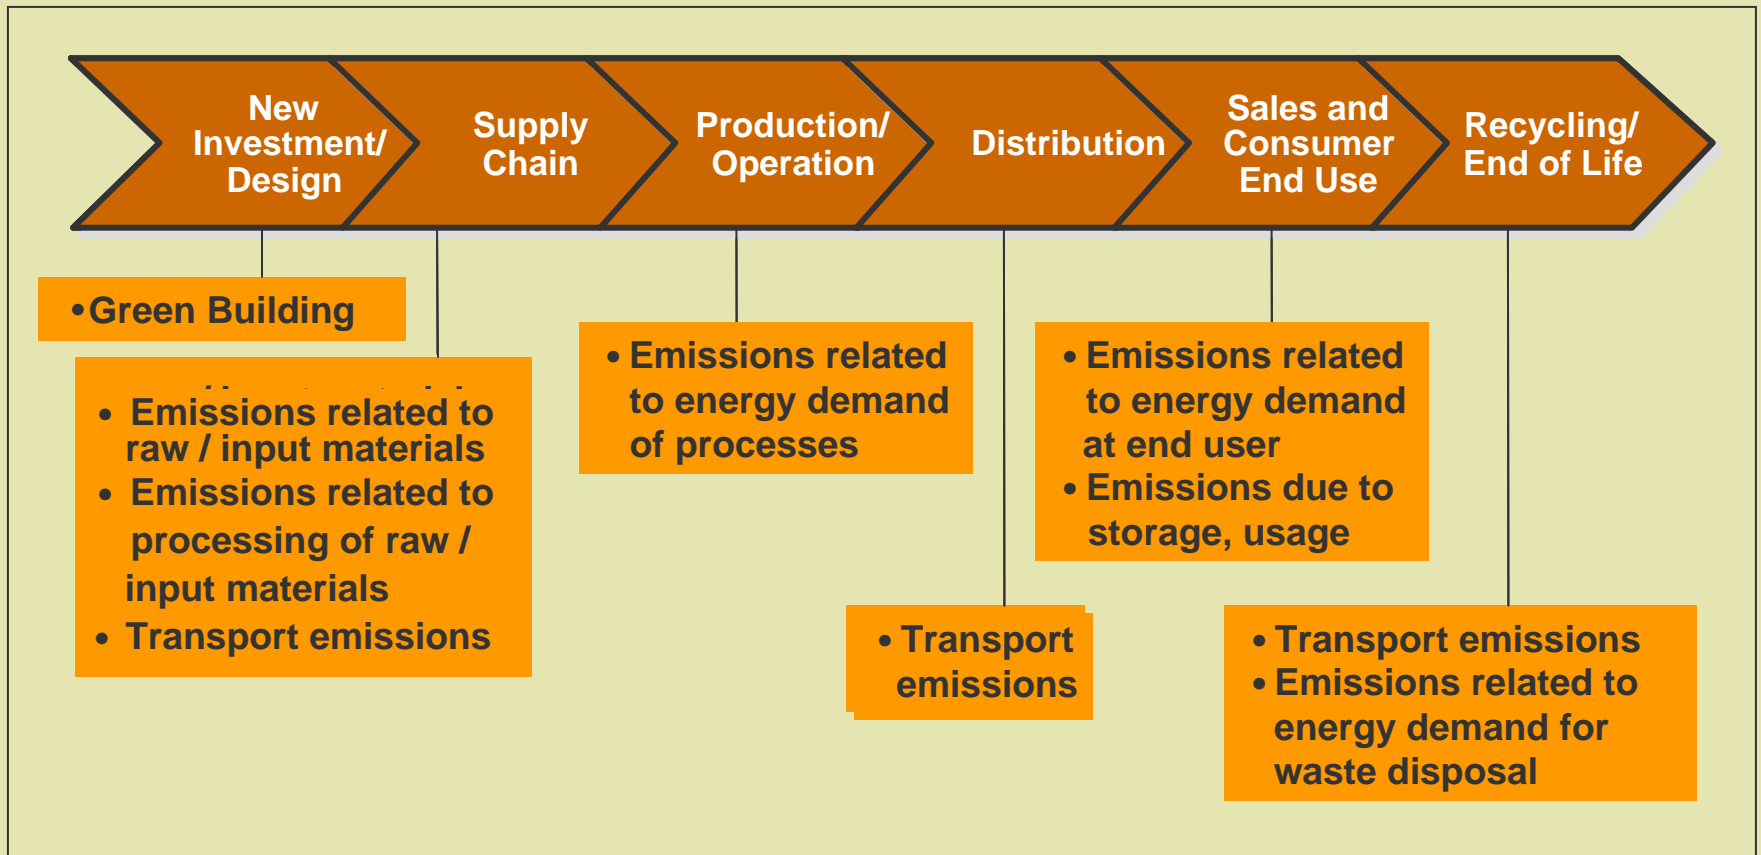 New
Investment/
Design
Supply
Chain
Production/
Operation
Distribution
Sales and
Consumer
End Use
Recycling/
End of Life
•Green Building
• Emissions related to
raw / input materials
• Emissions related to
processing of raw /
input materials
• Transport emissions
• Emissions related
to energy demand
of processes
• Transport
emissions
• Emissions related
to energy demand
at end user
• Emissions due to
storage, usage
• Transport emissions
• Emissions related to
energy demand for
waste disposal